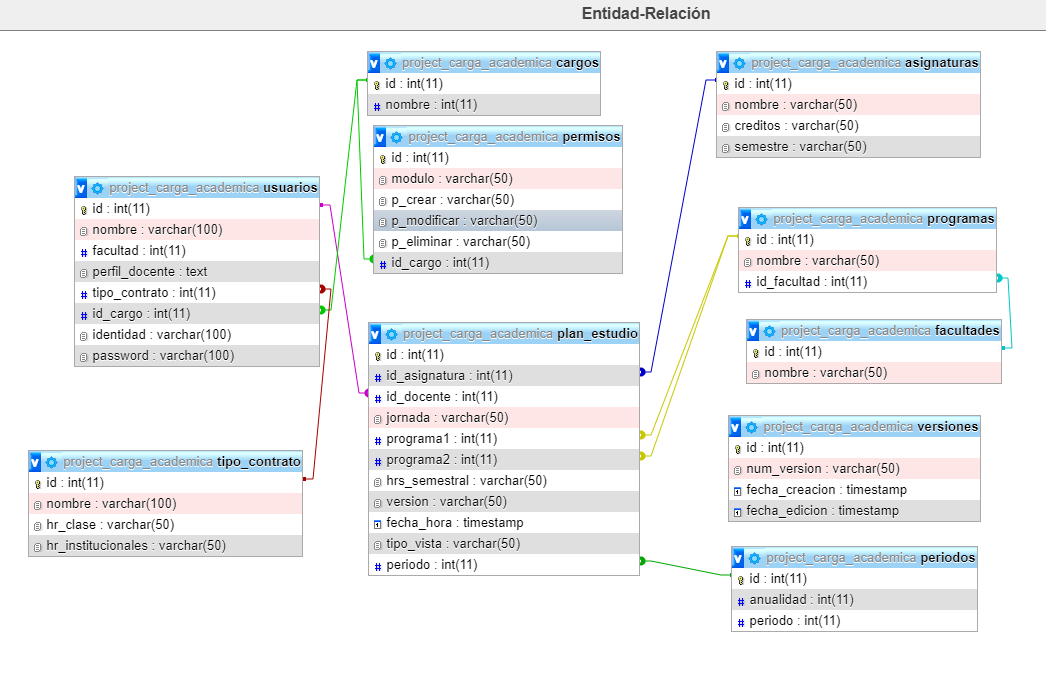 Entidad-Relación
project_carga_academica cargos
id : int(11)
nombre : int(11)
project_carga_academica permisos
id : int(11)
modulo : varchar(50)
p_crear : varchar(50)
p_modificar : varchar(50)
p_eliminar : varchar(50)
id_cargo : int(11)
project_carga_academica asignaturas
id : int(11)
nombre : varchar(50)
creditos : varchar(50)
semestre : varchar(50)
project_carga_academica usuarios
id : int(11)
nombre : varchar(100)
facultad : int(11)
perfil_docente : text
tipo_contrato : int(11)
id_cargo : int(11)
identidad : varchar(100)
password : varchar(100)
project_carga_academica programas
id : int(11)
nombre : varchar(50)
id_facultad : int(11)
project_carga_academica facultades
id : int(11)
nombre : varchar(50)
project_carga_academica plan_estudio
id : int(11)
id_asignatura : int(11)
id_docente : int(11)
jornada : varchar(50)
programa1 : int(11)
programa2 : int(11)
hrs_semestral : varchar(50)
version : varchar(50)
fecha_hora : timestamp
tipo_vista : varchar(50)
periodo : int(11)
project_carga_academica versiones
id : int(11)
num_version : varchar(50)
fecha_creacion : timestamp
fecha_edicion : timestamp
project_carga_academica tipo_contrato
id : int(11)
nombre : varchar(100)
hr_clase : varchar(50)
hr_institucionales : varchar(50)
project_carga_academica periodos
id : int(11)
anualidad : int(11)
periodo : int(11)